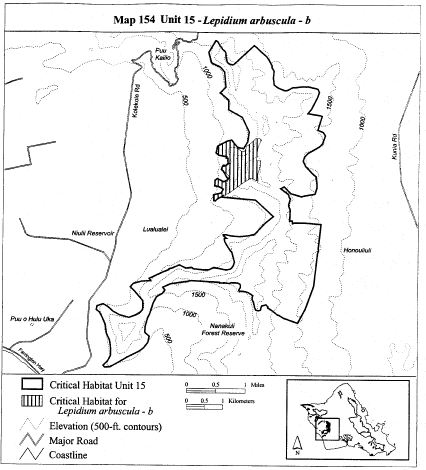 Map 154 Unit 15 - Lepidium arbuscula - b
Puu
Kailio
1000
500
Kolekole Rd
1500
1000
Kunia Rd
Niulii Reservoir
Lualualei
Honouliuli
Puu o Hulu Uka
1500
1000
500
Nanakuli
Forest Reserve
Farrington Hwy
Critical Habitat Unit 15
Critical Habitat for
Lepidium arbuscula - b
Elevation (500-ft. contours)
Major Road
Coastline
0 0.5 1 Miles
0 0.5 1 Kilometers
N